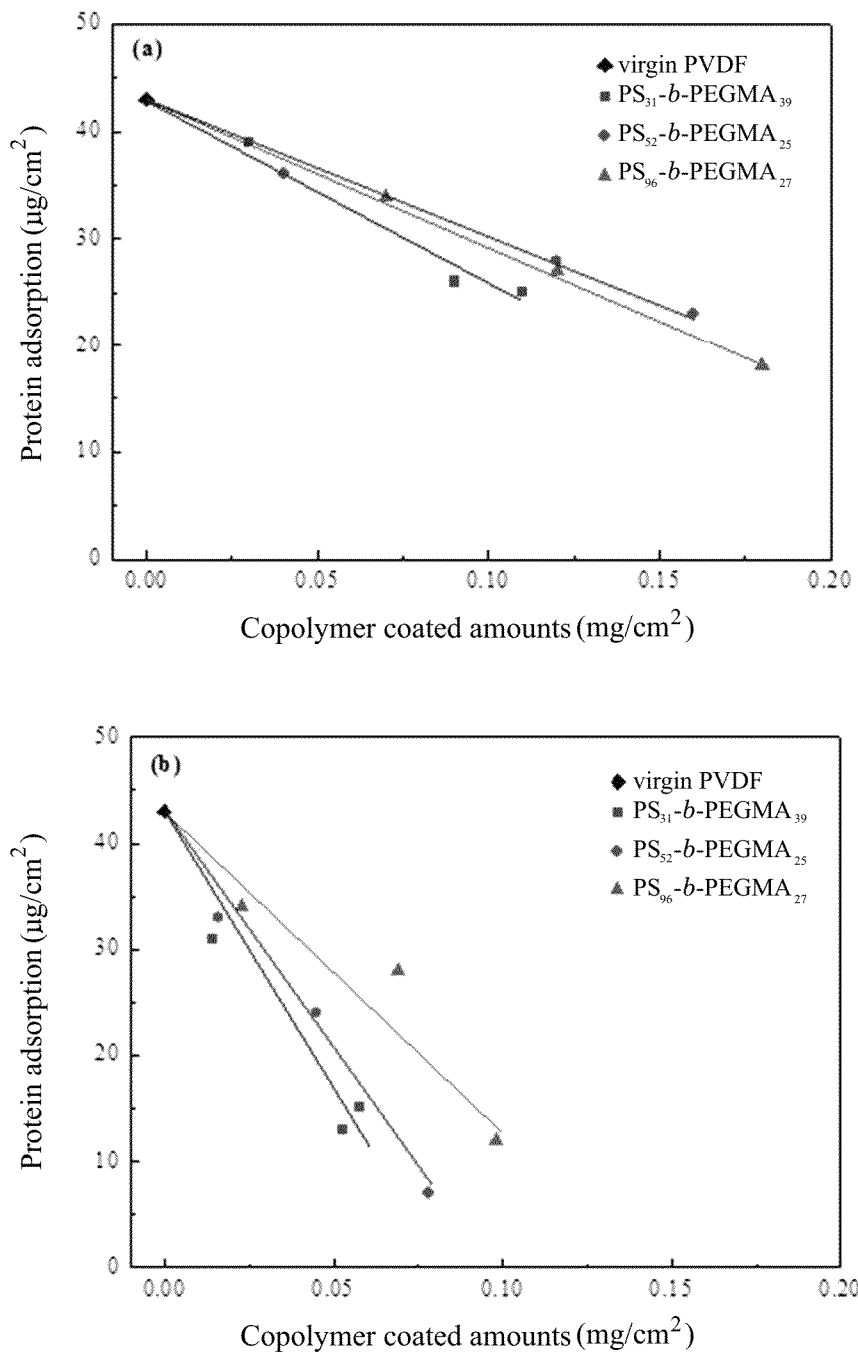 50
40
30
20
10
0
Protein adsorption (µg/cm²)
(a)
virgin PVDF
PS₃₁-b-PEGMA₃₉
PS₅₂-b-PEGMA₂₅
PS₉₆-b-PEGMA₂₇
0.00 0.05 0.10 0.15 0.20
Copolymer coated amounts (mg/cm²)
50
40
30
20
10
0
Protein adsorption (µg/cm²)
(b)
virgin PVDF
PS₃₁-b-PEGMA₃₉
PS₅₂-b-PEGMA₂₅
PS₉₆-b-PEGMA₂₇
0.00 0.05 0.10 0.15 0.20
Copolymer coated amounts (mg/cm²)